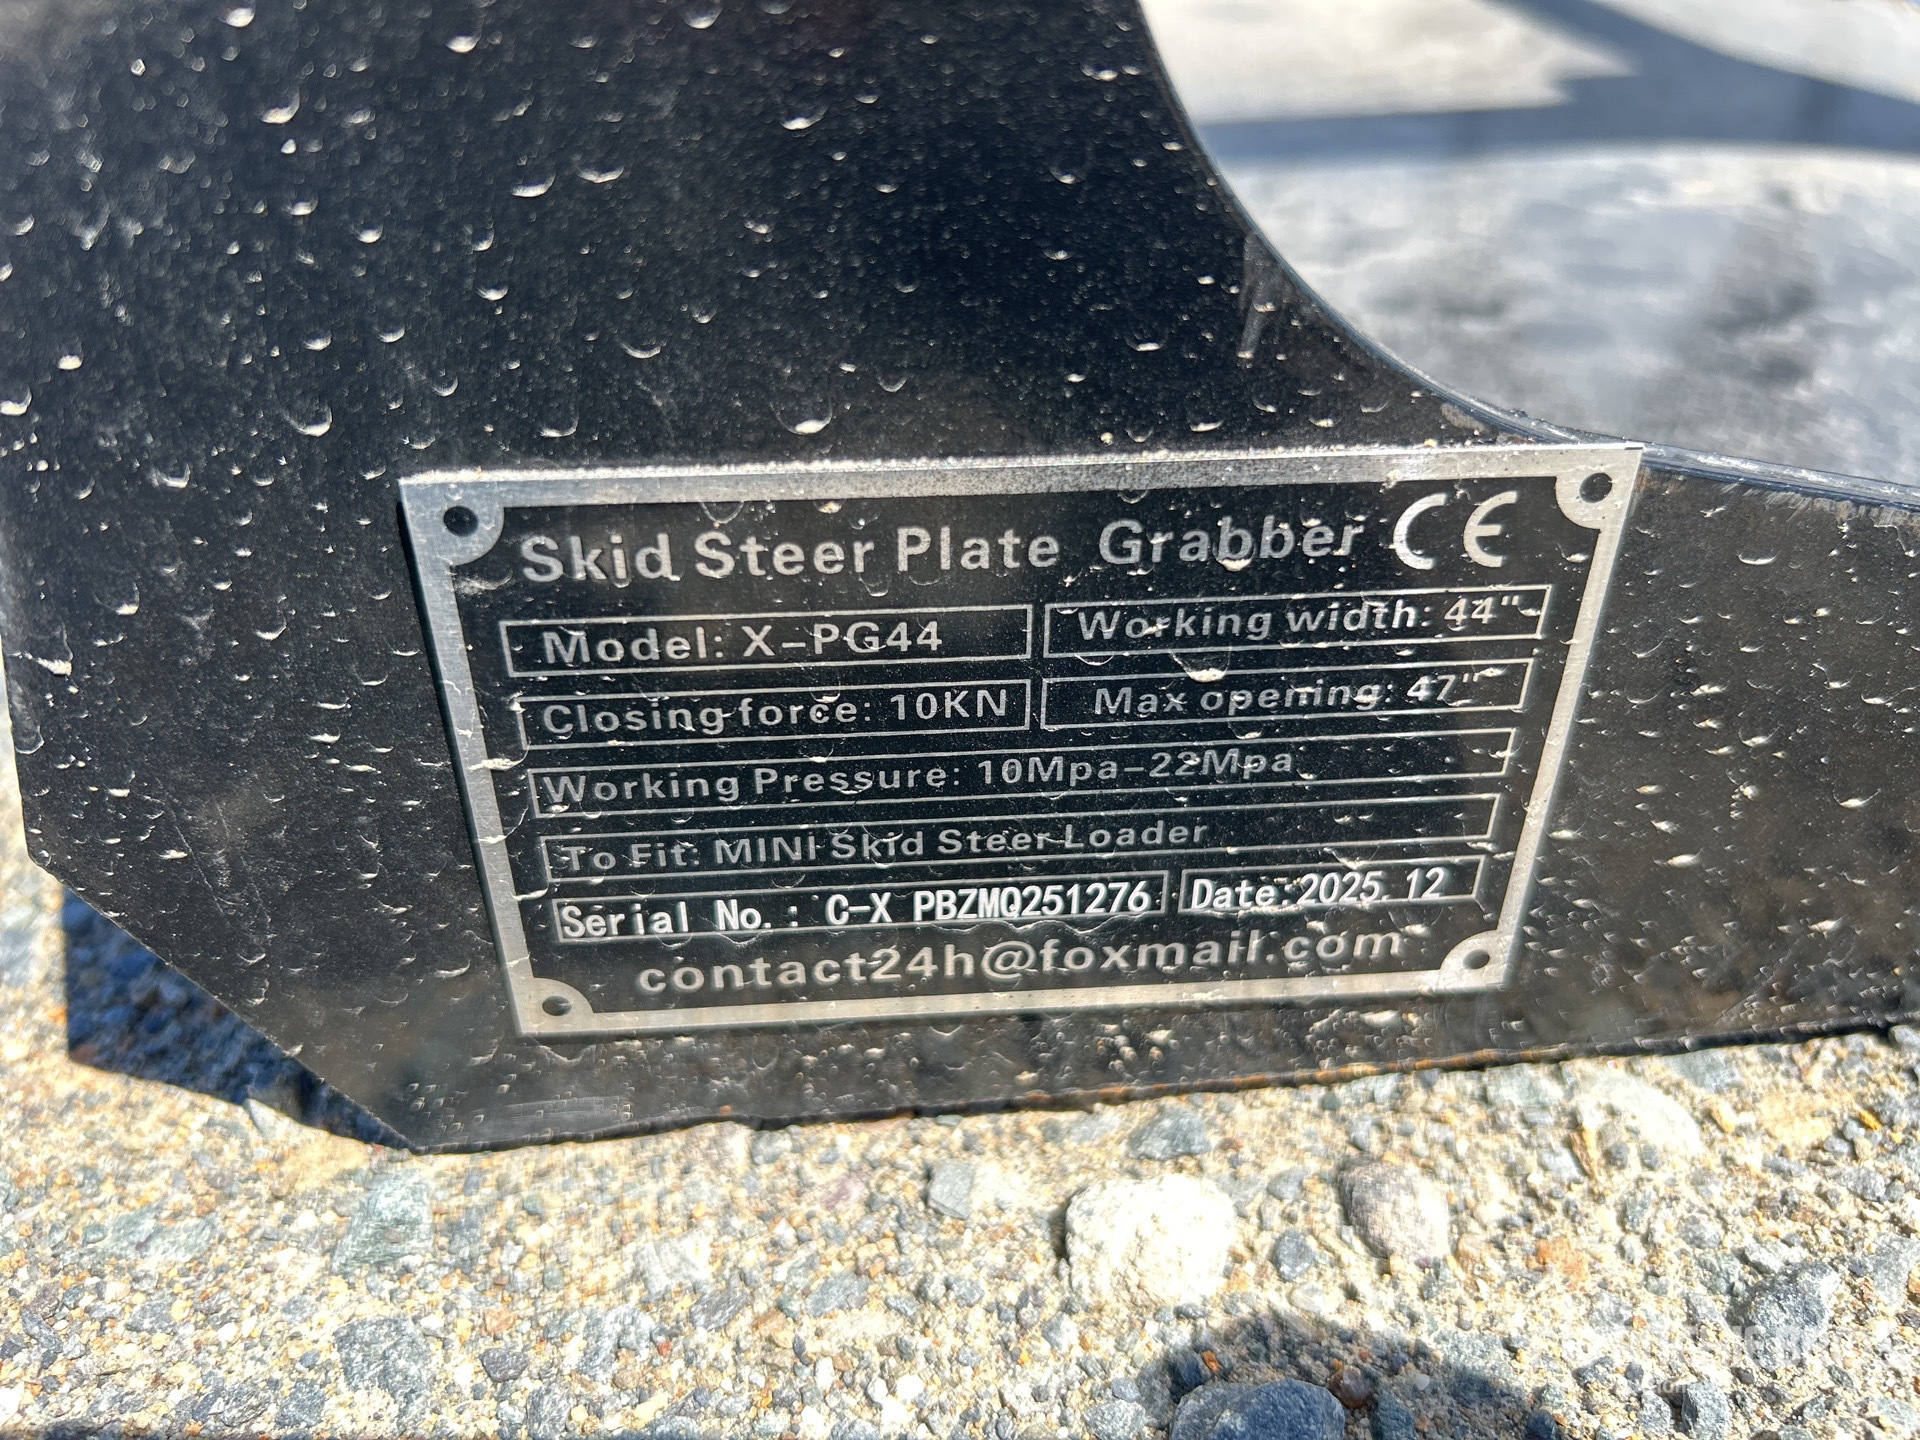 Skid Steer Plate Grabber CE
Model: X-PG44
Working width: 44"
Closing force: 10KN
Max opening: 47"
Working Pressure: 10Mpa-22Mpa
To Fit: MINI Skid Steer Loader
Serial No.: C-X PBZMQ251276
Date:2025.12
contact24h@foxmail.com